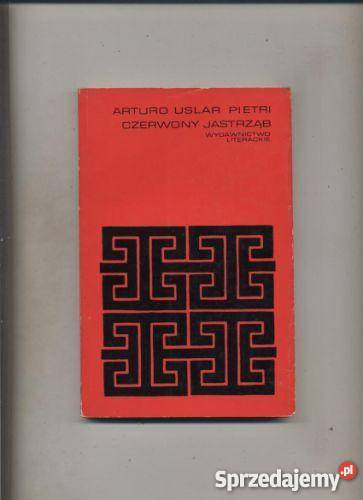 ARTURO USLAR PIETRI
CZERWONY JASTRZĄB
WYDAWNICTWO
LITERACKIE
Sprzedajemy.pl